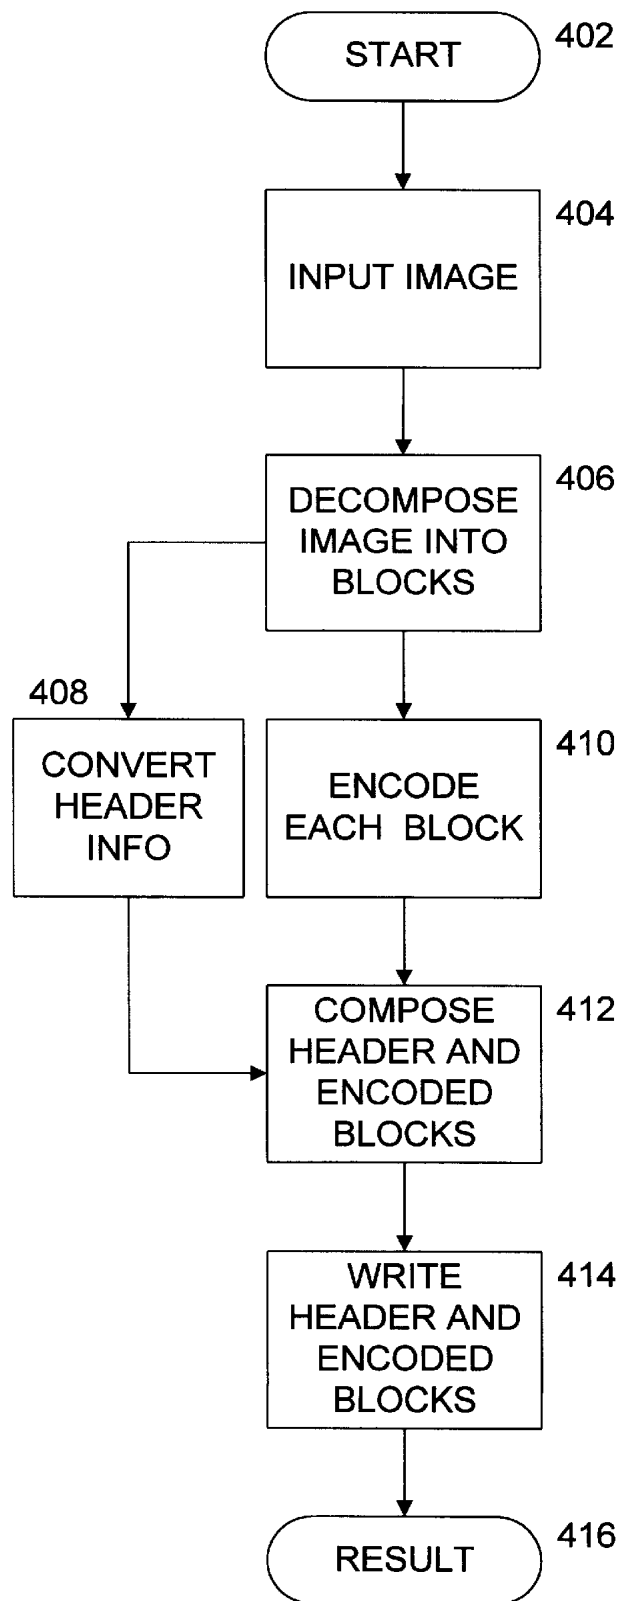 START
402
404
INPUT IMAGE
406
DECOMPOSE
IMAGE INTO
BLOCKS
408
CONVERT
HEADER
INFO
410
ENCODE
EACH BLOCK
412
COMPOSE
HEADER AND
ENCODED
BLOCKS
414
WRITE
HEADER AND
ENCODED
BLOCKS
RESULT
416